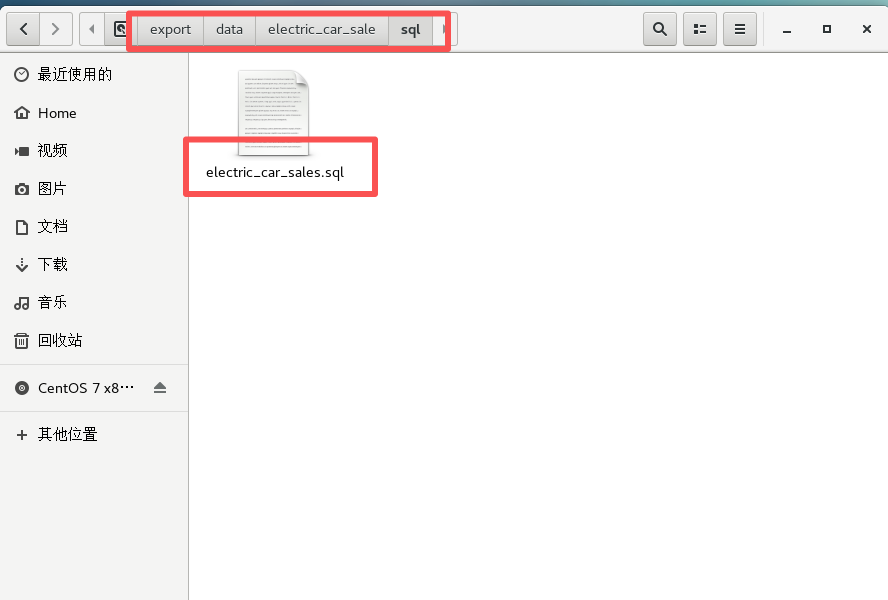 export data electric_car_sale sql
最近使用的
Home
视频
图片
文档
下载
音乐
回收站
CentOS 7 x8···
其他位置
electric_car_sales.sql